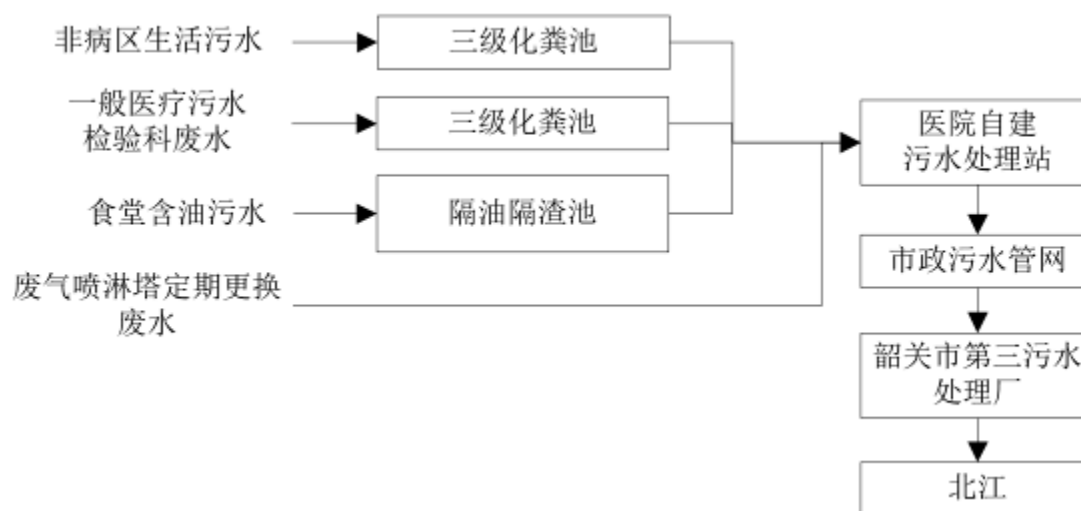 非病区生活污水
三级化粪池
一般医疗污水
检验科废水
三级化粪池
食堂含油污水
隔油隔渣池
废气喷淋塔定期更换
废水
医院自建
污水处理站
市政污水管网
韶关市第三污水
处理厂
北江